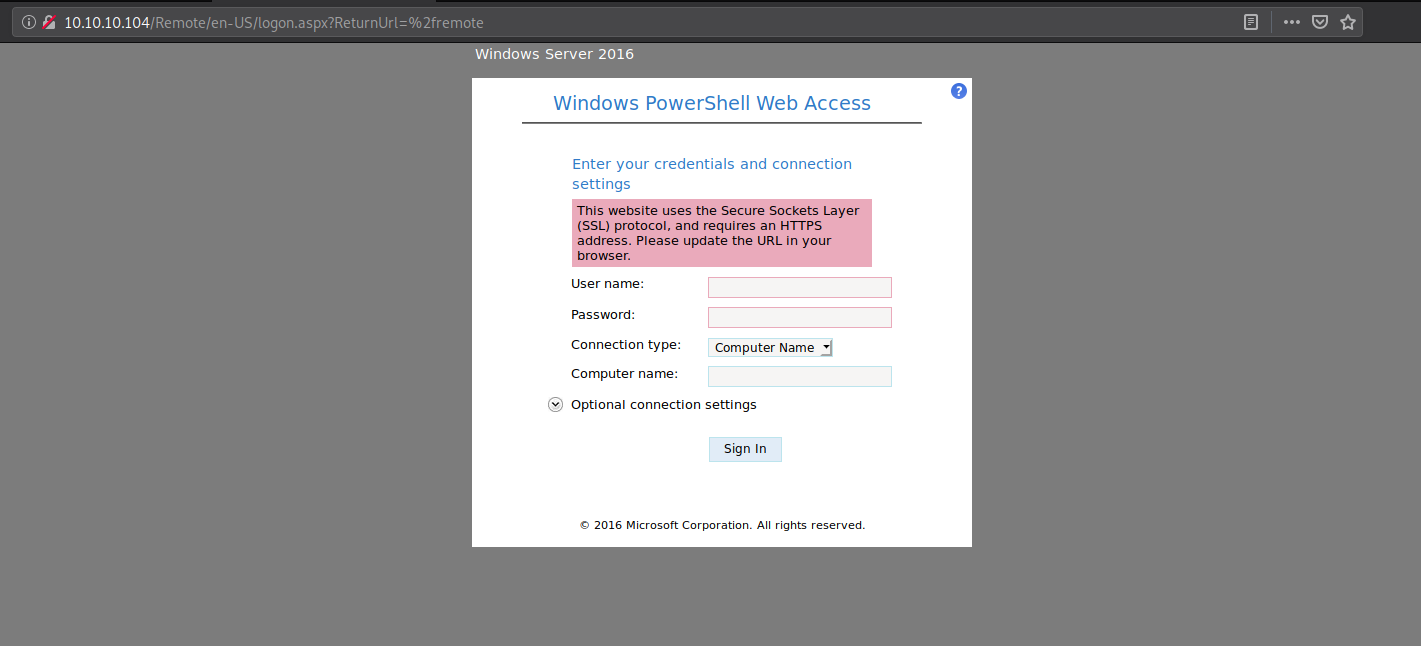 10.10.10.104/Remote/en-US/logon.aspx?ReturnUrl=%2fremote
Windows Server 2016
Windows PowerShell Web Access
?
Enter your credentials and connection
settings
This website uses the Secure Sockets Layer
(SSL) protocol, and requires an HTTPS
address. Please update the URL in your
browser.
User name:
Password:
Connection type: Computer Name
Computer name:
Optional connection settings
Sign In
© 2016 Microsoft Corporation. All rights reserved.